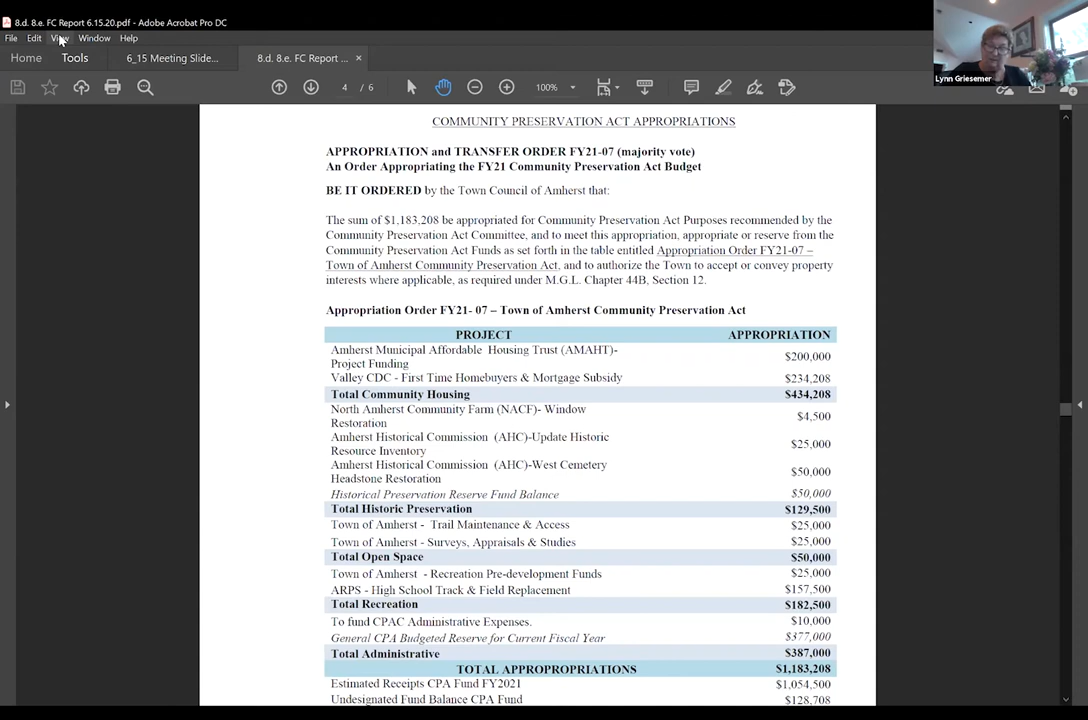 8.d. 8.e. FC Report 6.15.20.pdf - Adobe Acrobat Pro DC
File Edit View Window Help
Home Tools 6_15 Meeting Slide... 8.d. 8.e. FC Report ... ×
4 / 6 100%
Lynn Griesemer
COMMUNITY PRESERVATION ACT APPROPRIATIONS
APPROPRIATION and TRANSFER ORDER FY21-07 (majority vote)
An Order Appropriating the FY21 Community Preservation Act Budget
BE IT ORDERED by the Town Council of Amherst that:
The sum of $1,183,208 be appropriated for Community Preservation Act Purposes recommended by the
Community Preservation Act Committee, and to meet this appropriation, appropriate or reserve from the
Community Preservation Act Funds as set forth in the table entitled Appropriation Order FY21-07 –
Town of Amherst Community Preservation Act, and to authorize the Town to accept or convey property
interests where applicable, as required under M.G.L. Chapter 44B, Section 12.
Appropriation Order FY21- 07 – Town of Amherst Community Preservation Act
PROJECT APPROPRIATION
Amherst Municipal Affordable Housing Trust (AMAHT)-
Project Funding $200,000
Valley CDC - First Time Homebuyers & Mortgage Subsidy $234,208
Total Community Housing $434,208
North Amherst Community Farm (NACF)- Window
Restoration $4,500
Amherst Historical Commission (AHC)-Update Historic
Resource Inventory $25,000
Amherst Historical Commission (AHC)-West Cemetery
Headstone Restoration $50,000
Historical Preservation Reserve Fund Balance $50,000
Total Historic Preservation $129,500
Town of Amherst - Trail Maintenance & Access $25,000
Town of Amherst - Surveys, Appraisals & Studies $25,000
Total Open Space $50,000
Town of Amherst - Recreation Pre-development Funds $25,000
ARPS - High School Track & Field Replacement $157,500
Total Recreation $182,500
To fund CPAC Administrative Expenses. $10,000
General CPA Budgeted Reserve for Current Fiscal Year $377,000
Total Administrative $387,000
TOTAL APPROPROPRIATIONS $1,183,208
Estimated Receipts CPA Fund FY2021 $1,054,500
Undesignated Fund Balance CPA Fund $128,708